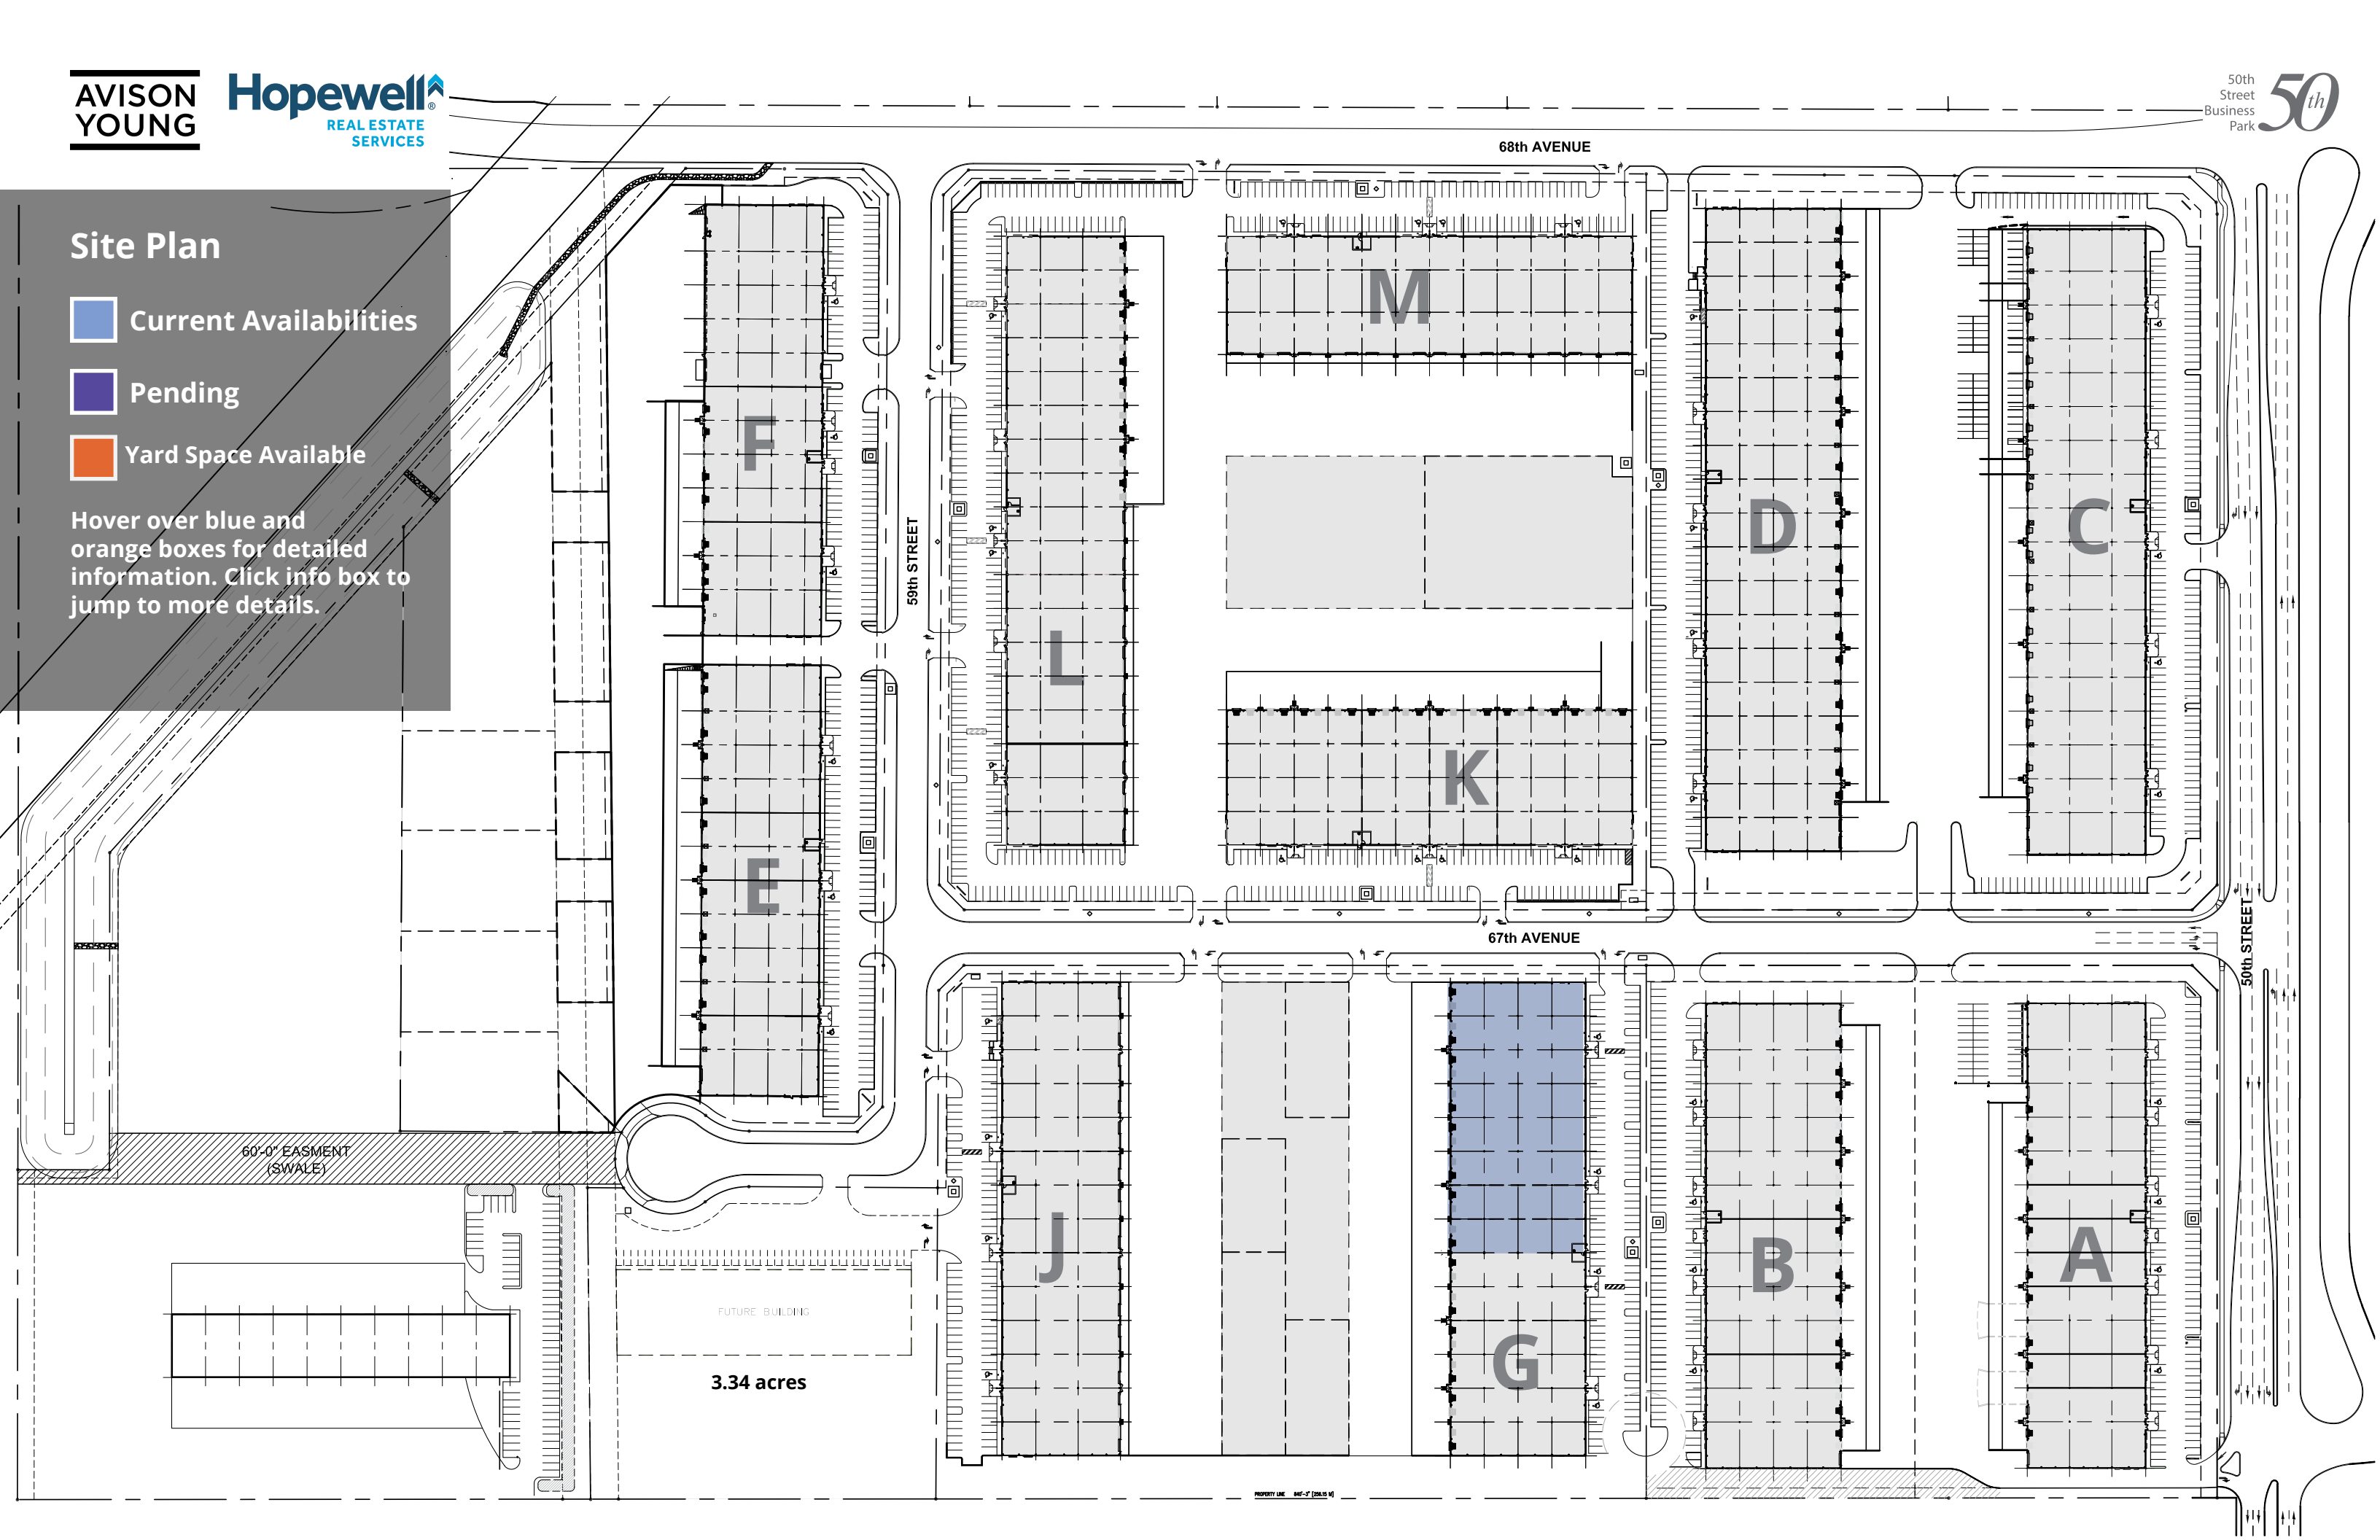 AVISON
YOUNG
Hopewell®
REAL ESTATE
SERVICES
50th
Street
Business
Park
50th
68th AVENUE
Site Plan
Current Availabilities
Pending
Yard Space Available
Hover over blue and
orange boxes for detailed
information. Click info box to
jump to more details.
M
F
D
C
59th STREET
L
K
E
67th AVENUE
50th STREET
60'-0" EASMENT
(SWALE)
J
B
A
G
FUTURE BUILDING
3.34 acres
PROPERTY LINE